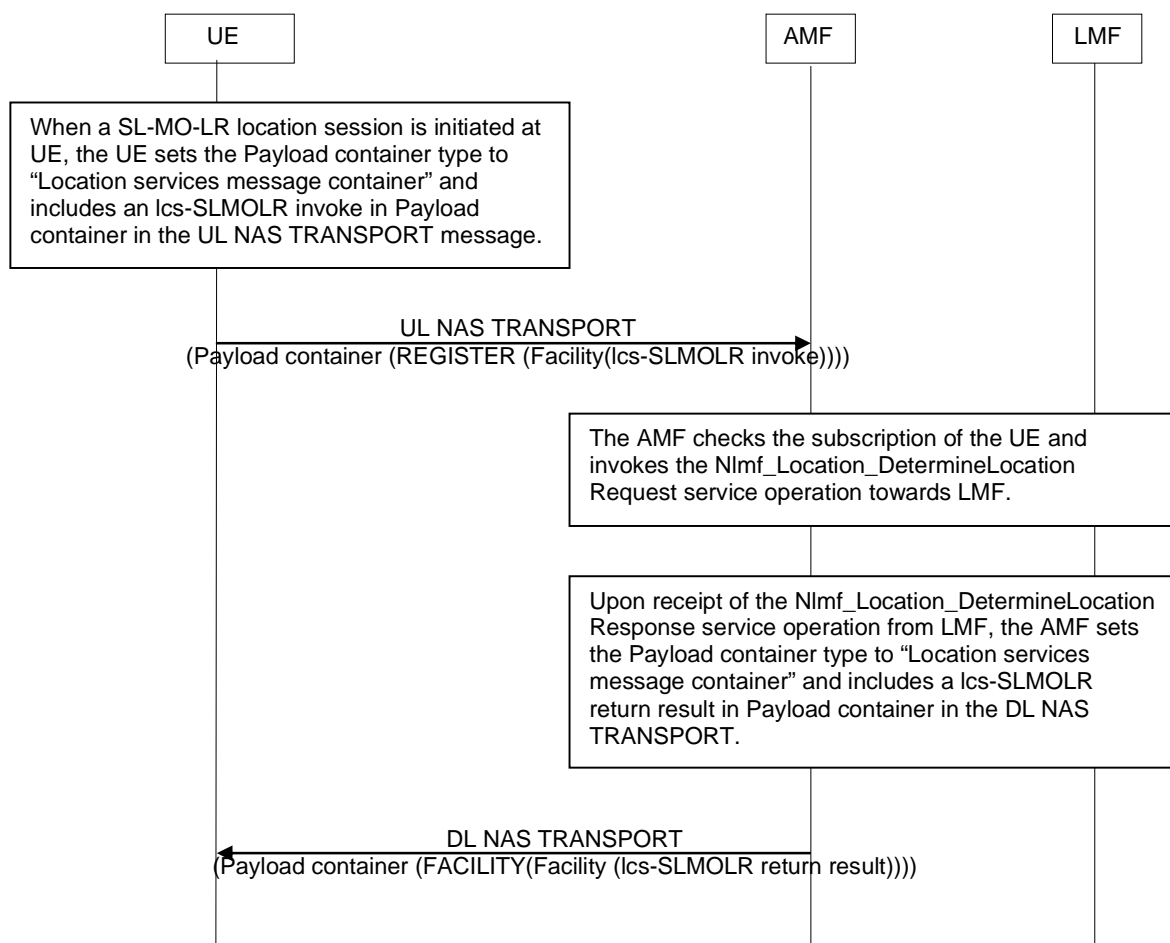 UE
AMF
LMF
When a SL-MO-LR location session is initiated at
UE, the UE sets the Payload container type to
“Location services message container” and
includes an lcs-SLMOLR invoke in Payload
container in the UL NAS TRANSPORT message.
UL NAS TRANSPORT
(Payload container (REGISTER (Facility(lcs-SLMOLR invoke))))
The AMF checks the subscription of the UE and
invokes the Nlmf_Location_DetermineLocation
Request service operation towards LMF.
Upon receipt of the Nlmf_Location_DetermineLocation
Response service operation from LMF, the AMF sets
the Payload container type to “Location services
message container” and includes a lcs-SLMOLR
return result in Payload container in the DL NAS
TRANSPORT.
DL NAS TRANSPORT
(Payload container (FACILITY(Facility (lcs-SLMOLR return result))))